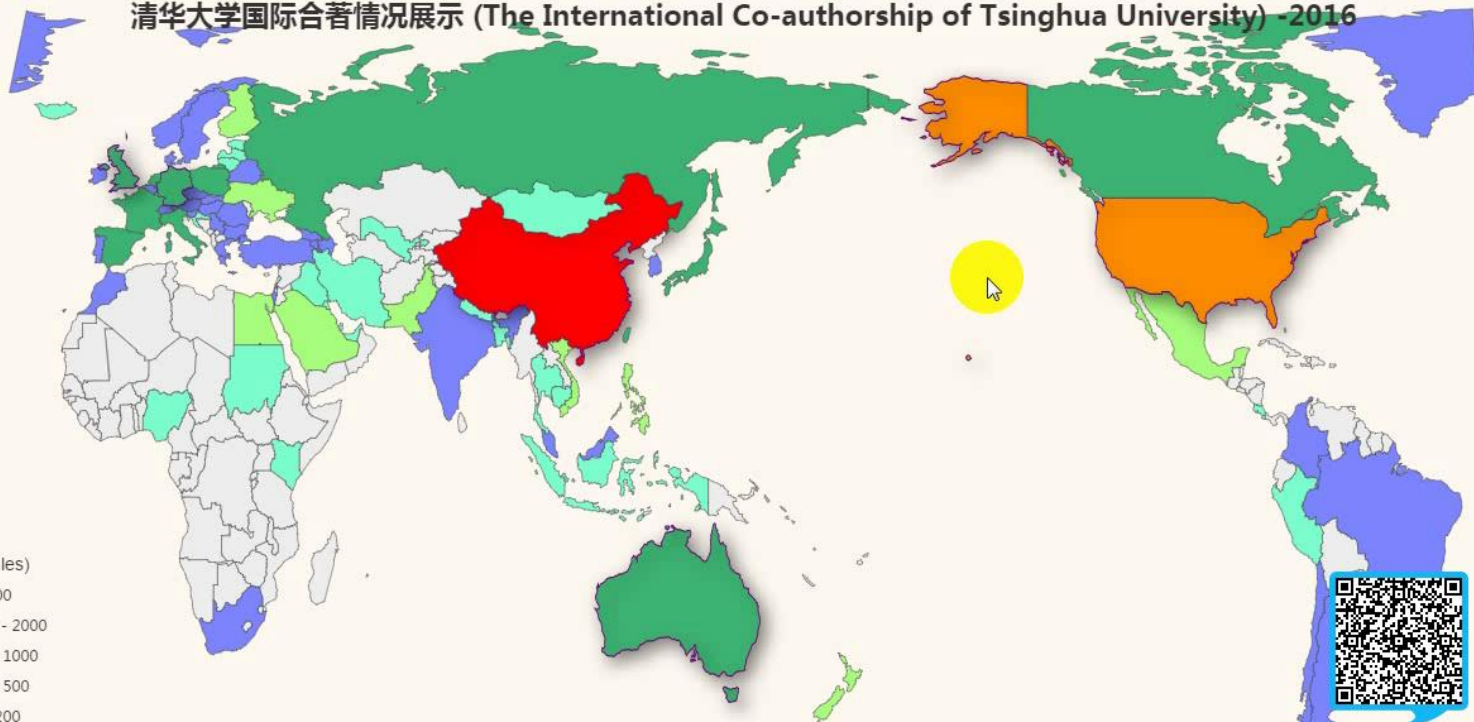 清华大学国际合著情况展示 (The International Co-authorship of Tsinghua University) -2016
les)
00
- 2000
1000
500
200